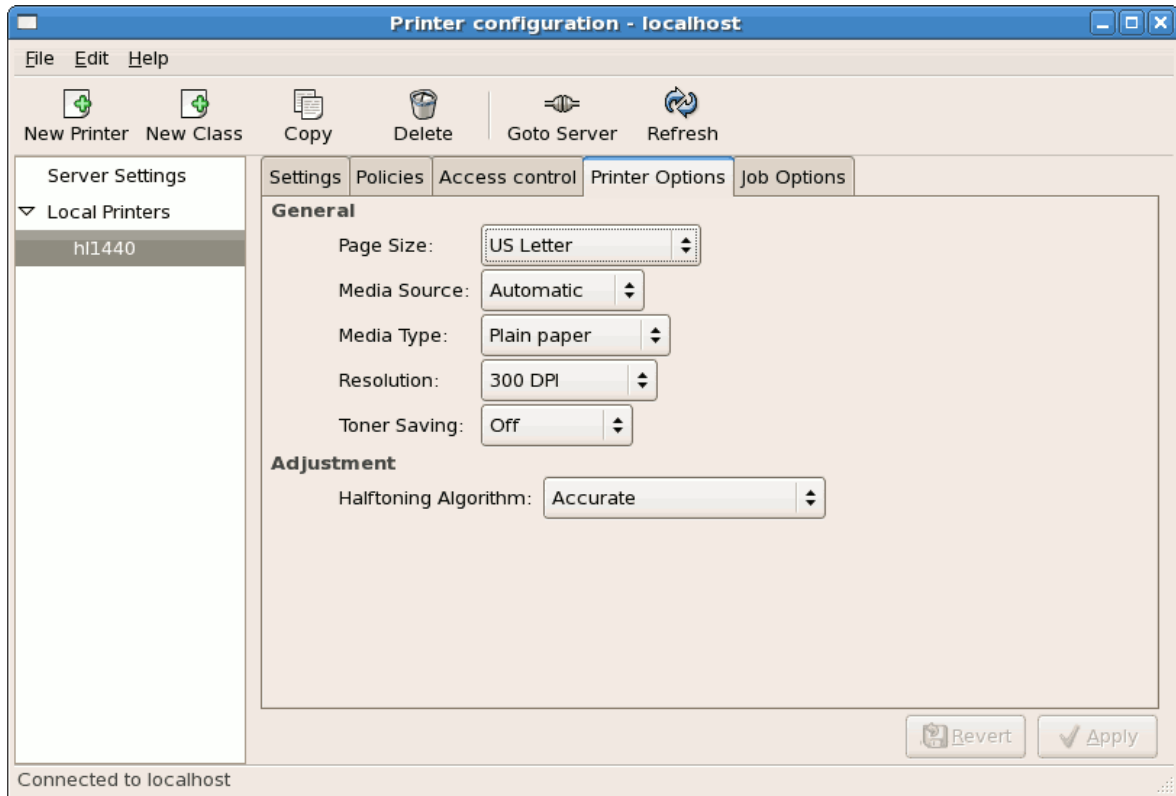 Printer configuration - localhost
File Edit Help
New Printer New Class Copy Delete Goto Server Refresh
Server Settings
Local Printers
hl1440
Settings Policies Access control Printer Options Job Options
General
Page Size: US Letter
Media Source: Automatic
Media Type: Plain paper
Resolution: 300 DPI
Toner Saving: Off
Adjustment
Halftoning Algorithm: Accurate
Revert Apply
Connected to localhost